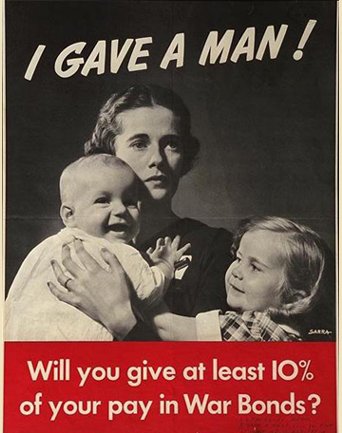 I GAVE A MAN!
SARRA
Will you give at least 10%
of your pay in War Bonds?